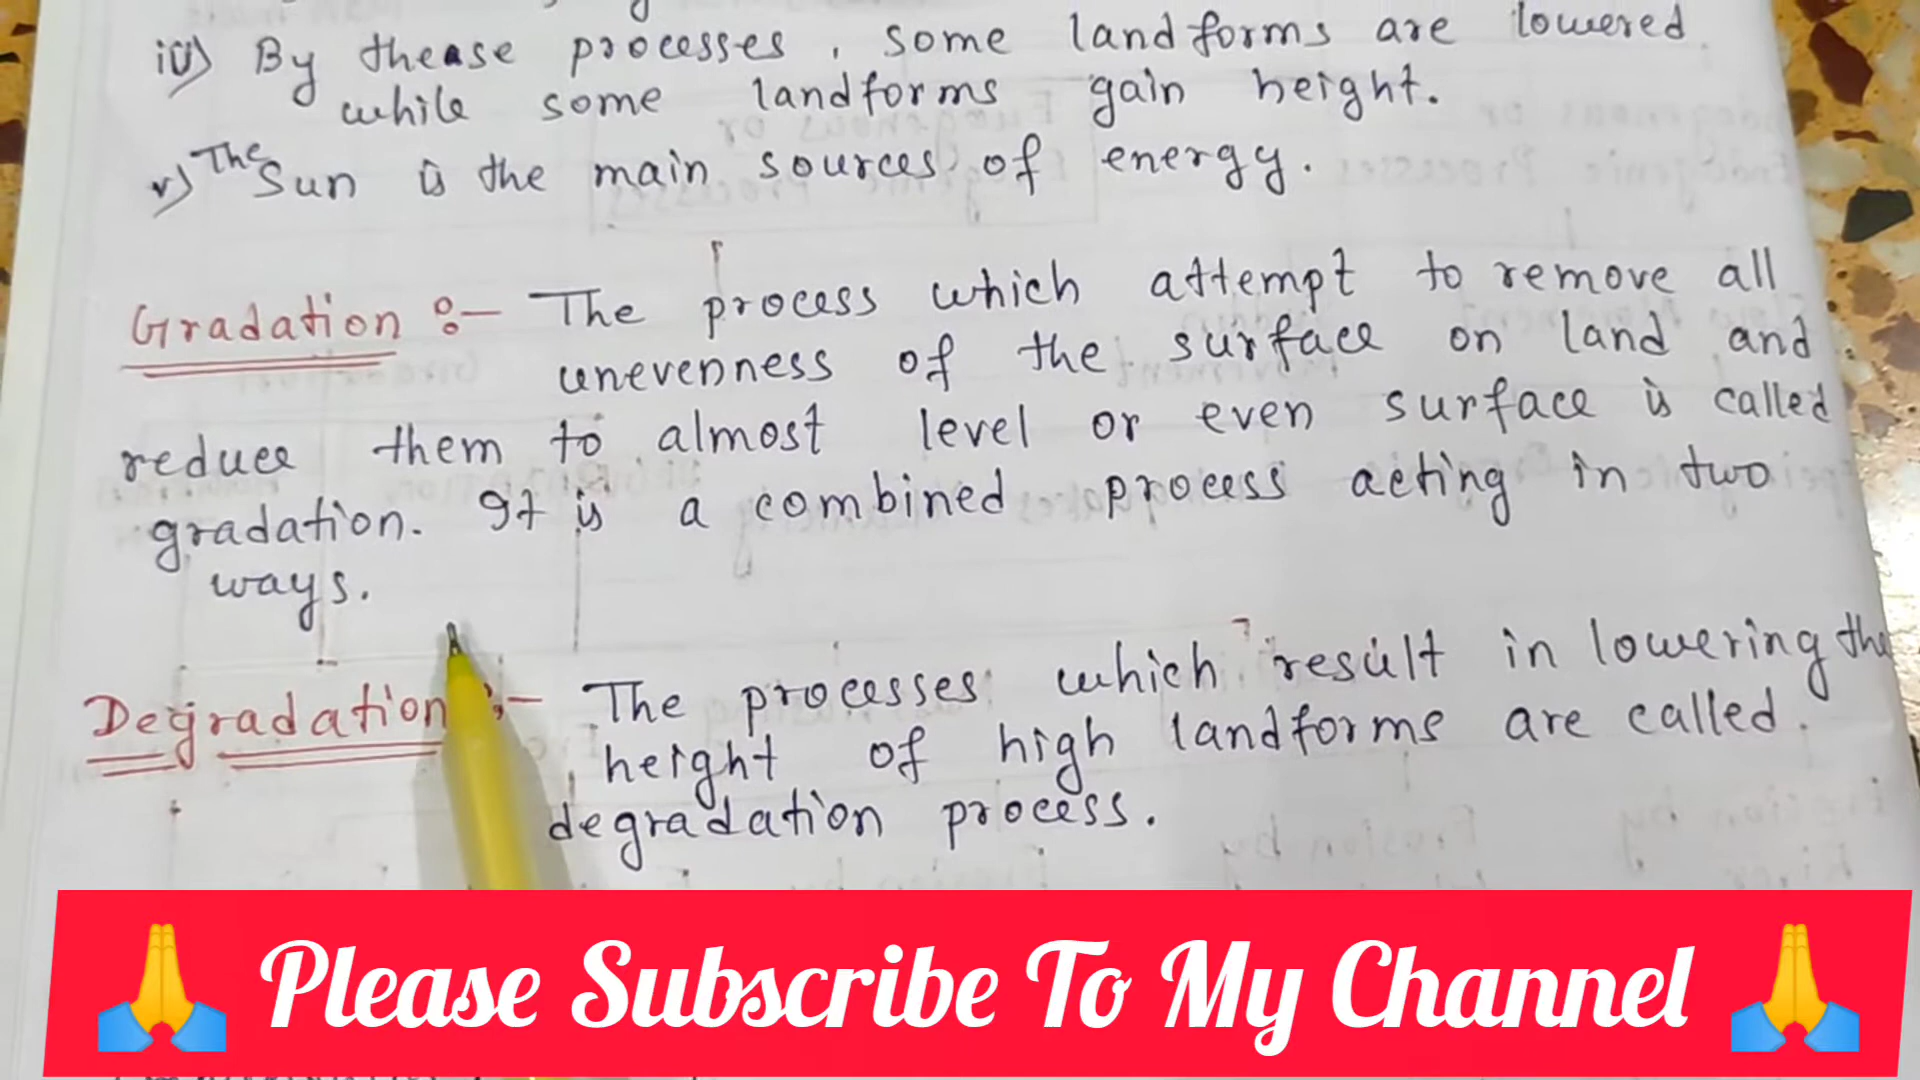 iv) By thease processes, some landforms are lowered
while some landforms gain height.
v) The Sun is the main sources of energy.
Gradation :- The process which attempt to remove all
unevenness of the surface on land and
reduce them to almost level or even surface is called
gradation. It is a combined process acting in two
ways.
Degradation :- The processes which result in lowering the
height of high landforms are called
degradation process.
🙏 Please Subscribe To My Channel 🙏